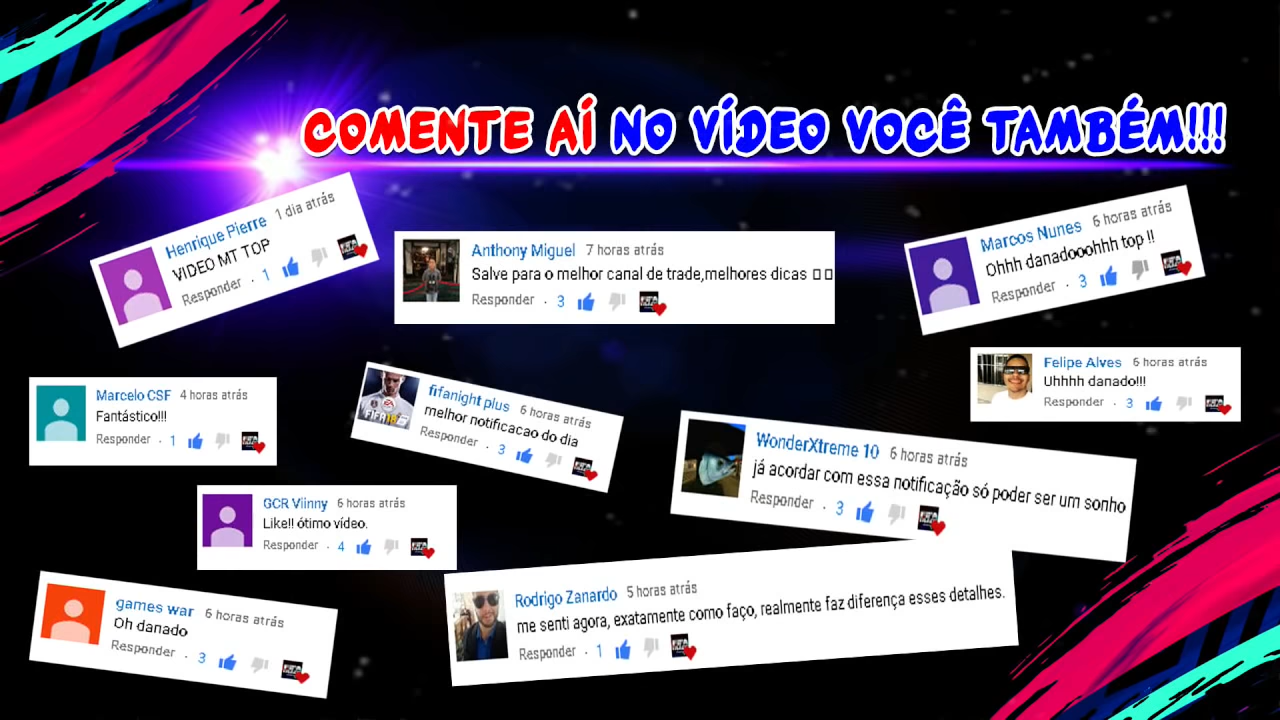 COMENTE AÍ NO VÍDEO VOCÊ TAMBÉM!!!
Henrique Pierre 1 dia atrás
VIDEO MT TOP
Responder · 1
Anthony Miguel 7 horas atrás
Salve para o melhor canal de trade,melhores dicas
Responder · 3
Marcos Nunes 6 horas atrás
Ohhh danadooohhh top !!
Responder · 3
Marcelo CSF 4 horas atrás
Fantástico!!!
Responder · 1
fifanight plus 6 horas atrás
melhor notificacao do dia
Responder · 3
FIFA 18
Felipe Alves 6 horas atrás
Uhhhh danado!!!
Responder · 3
WonderXtreme 10 6 horas atrás
já acordar com essa notificação só poder ser um sonho
Responder · 3
GCR Viinny 6 horas atrás
Like!! ótimo vídeo.
Responder · 4
games war 6 horas atrás
Oh danado
Responder · 3
Rodrigo Zanardo 5 horas atrás
me senti agora, exatamente como faço, realmente faz diferença esses detalhes.
Responder · 1